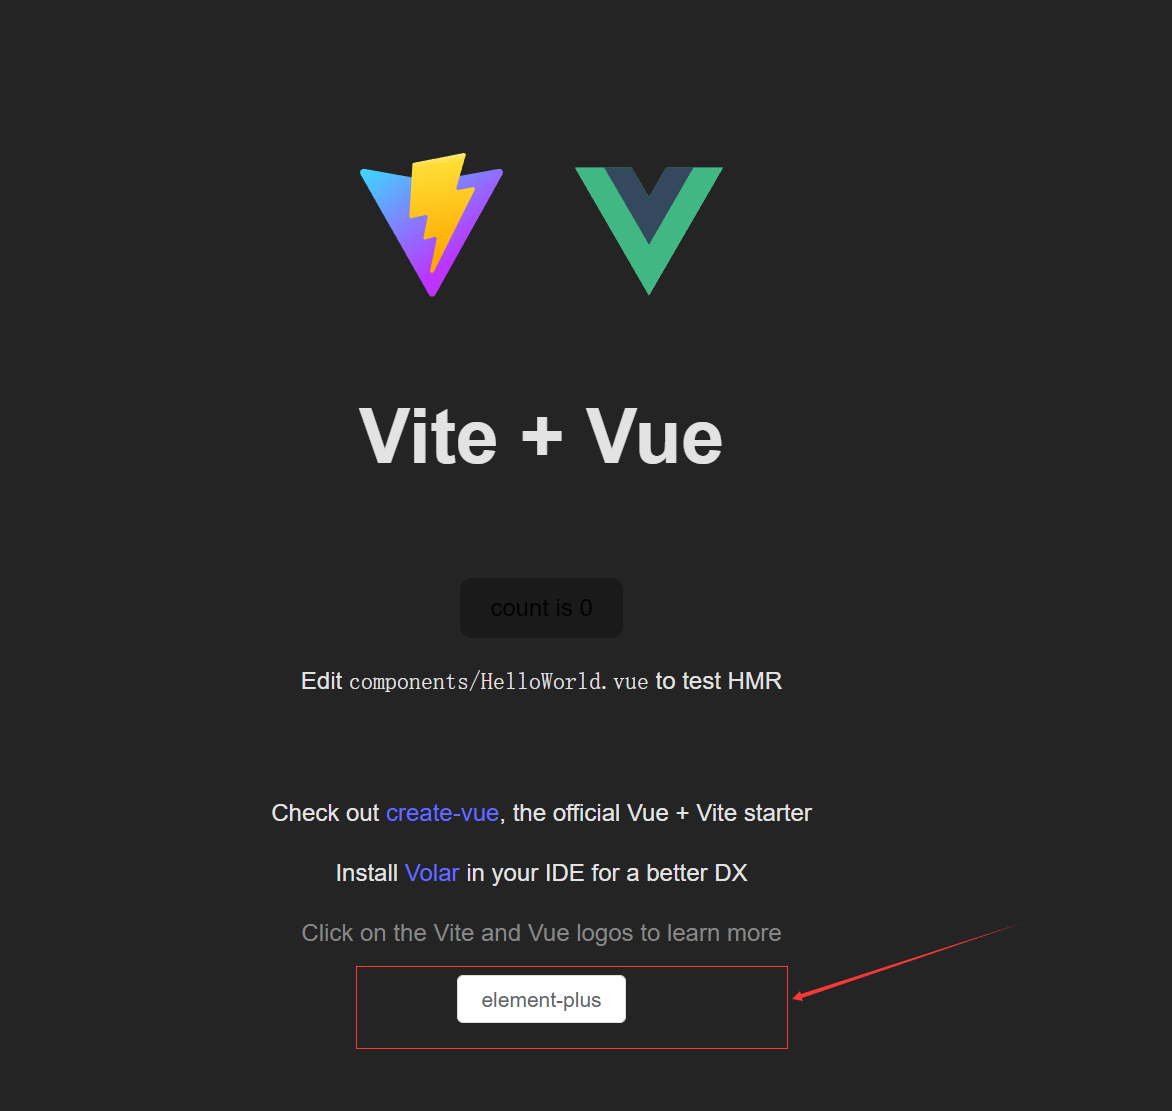 Vite + Vue
count is 0
Edit components/HelloWorld.vue to test HMR
Check out create-vue, the official Vue + Vite starter
Install Volar in your IDE for a better DX
Click on the Vite and Vue logos to learn more
element-plus